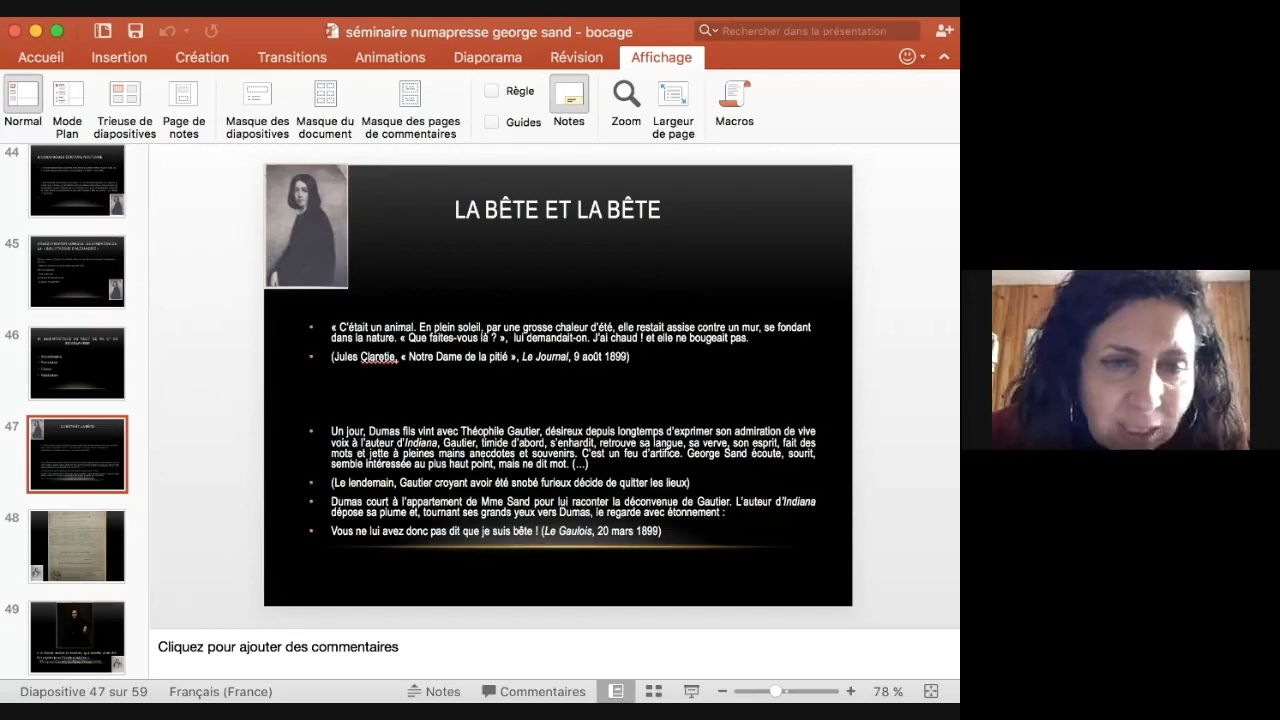 séminaire numapresse george sand - bocage
Rechercher dans la présentation
Accueil
Insertion
Création
Transitions
Animations
Diaporama
Révision
Affichage
Normal
Mode Plan
Trieuse de diapositives
Page de notes
Masque des diapositives
Masque du document
Masque des pages de commentaires
Règle
Guides
Notes
Zoom
Largeur de page
Macros
44
45
46
47
48
49
LA BÊTE ET LA BÊTE
• « C'était un animal. En plein soleil, par une grosse chaleur d'été, elle restait assise contre un mur, se fondant
dans la nature. « Que faites-vous là ? », lui demandait-on. J'ai chaud ! et elle ne bougeait pas.
• (Jules Claretie, « Notre Dame de la pitié », Le Journal, 9 août 1899)
• Un jour, Dumas fils vint avec Théophile Gautier, désireux depuis longtemps d'exprimer son admiration de vive
voix à l'auteur d'Indiana, Gautier, timide d'abord, s'enhardit, retrouve sa langue, sa verve, son esprit, fait des
mots et jette à pleines mains anecdotes et souvenirs. C'est un feu d'artifice. George Sand écoute, sourit,
semble intéressée au plus haut point mais ne dit mot (...)
• (Le lendemain, Gautier croyant avoir été snobé furieux décide de quitter les lieux)
• Dumas court à l'appartement de Mme Sand pour lui raconter la déconvenue de Gautier. L'auteur d'Indiana
dépose sa plume et, tournant ses grands yeux vers Dumas, le regarde avec étonnement :
• Vous ne lui avez donc pas dit que je suis bête ! (Le Gaulois, 20 mars 1899)
Cliquez pour ajouter des commentaires
Diapositive 47 sur 59
Français (France)
Notes
Commentaires
78 %